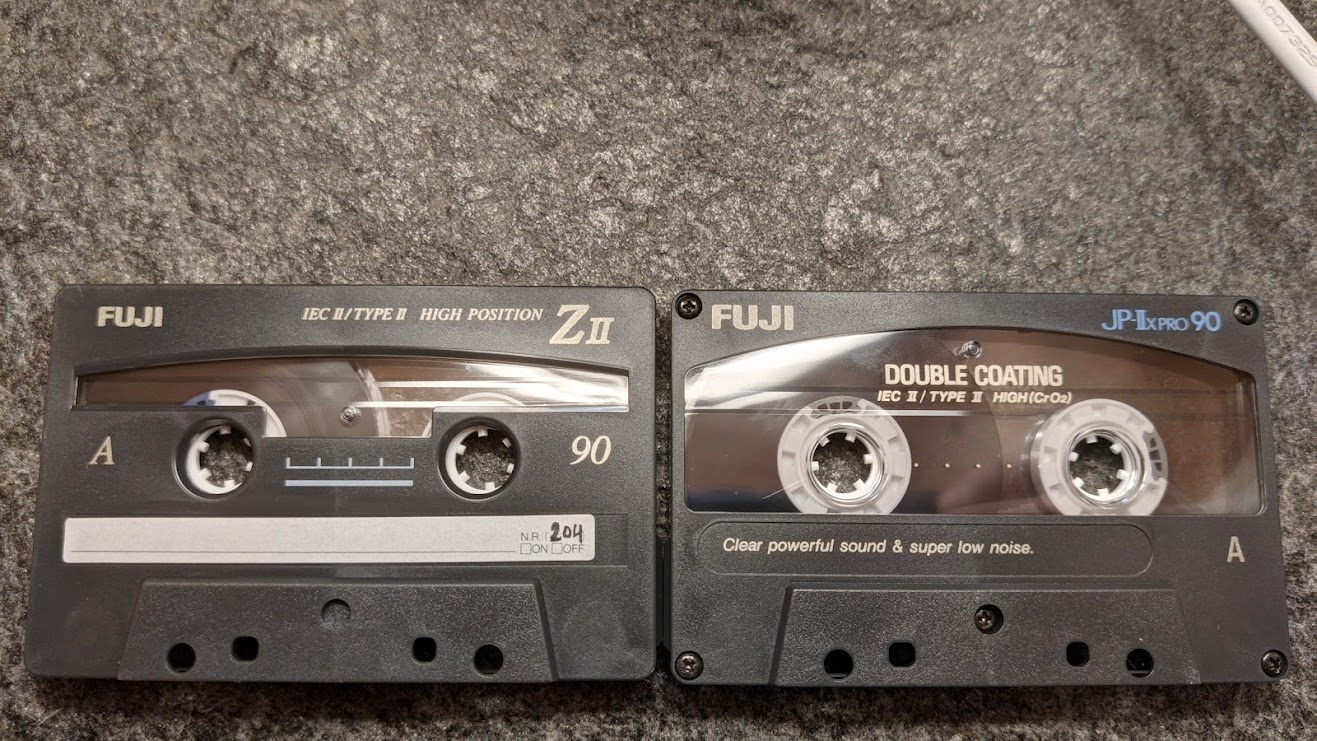 A007325
FUJI
IEC II/TYPE II HIGH POSITION
ZII
A
90
N.R.
204
ON OFF
FUJI
JP-IIx PRO 90
DOUBLE COATING
IEC II / TYPE II HIGH (CrO2)
Clear powerful sound & super low noise.
A